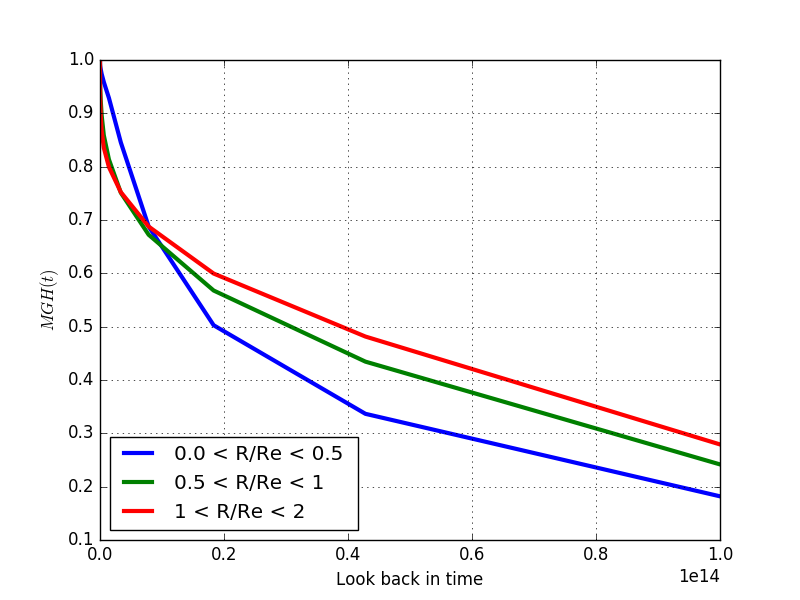 1.0
0.9
0.8
0.7
0.6
0.5
0.4
0.3
0.2
0.1
MGH(t)
0.0 < R/Re < 0.5
0.5 < R/Re < 1
1 < R/Re < 2
0.0 0.2 0.4 0.6 0.8 1.0
Look back in time
1e14